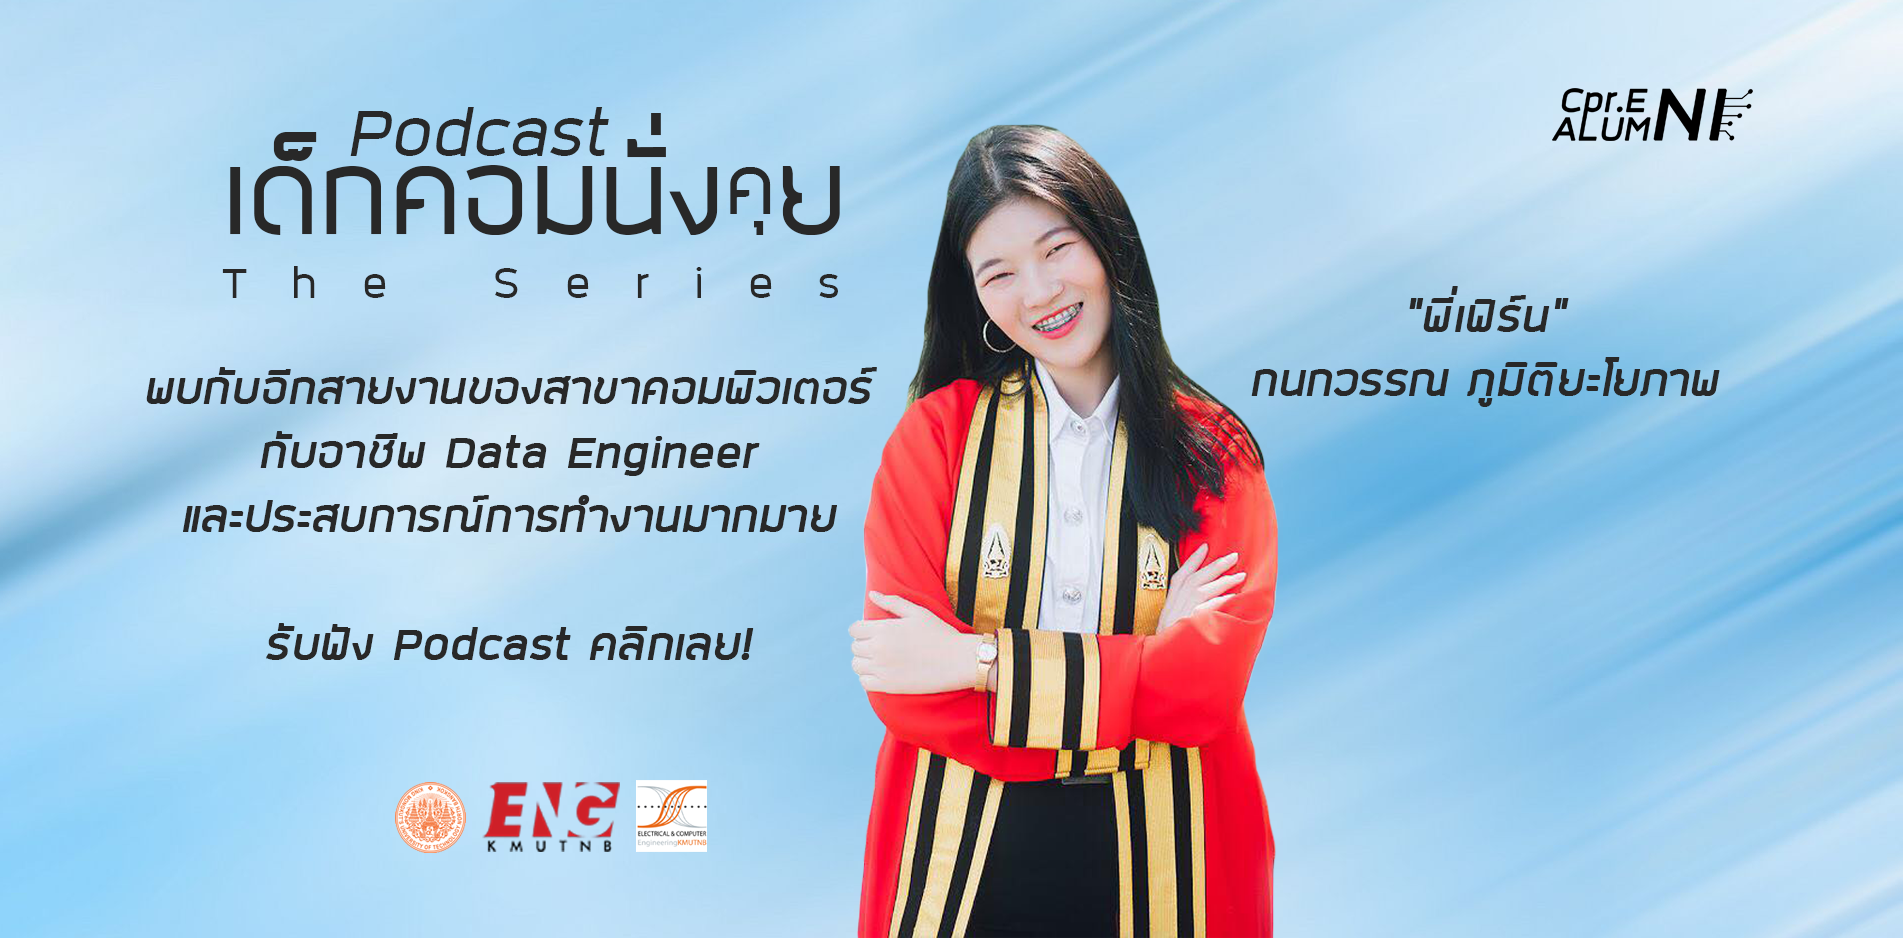 Podcast
เด็กคอมนั่งคุย
The Series
พบกับอีกสายงานของสาขาคอมพิวเตอร์
กับอาชีพ Data Engineer
และประสบการณ์การทำงานมากมาย
รับฟัง Podcast คลิกเลย!
Cpr.E
ALUMNI
"พี่เฟิร์น"
กนกวรรณ ภูมิติยะโยภาพ
ENG
KMUTNB
ELECTRICAL & COMPUTER
EngineeringKMUTNB